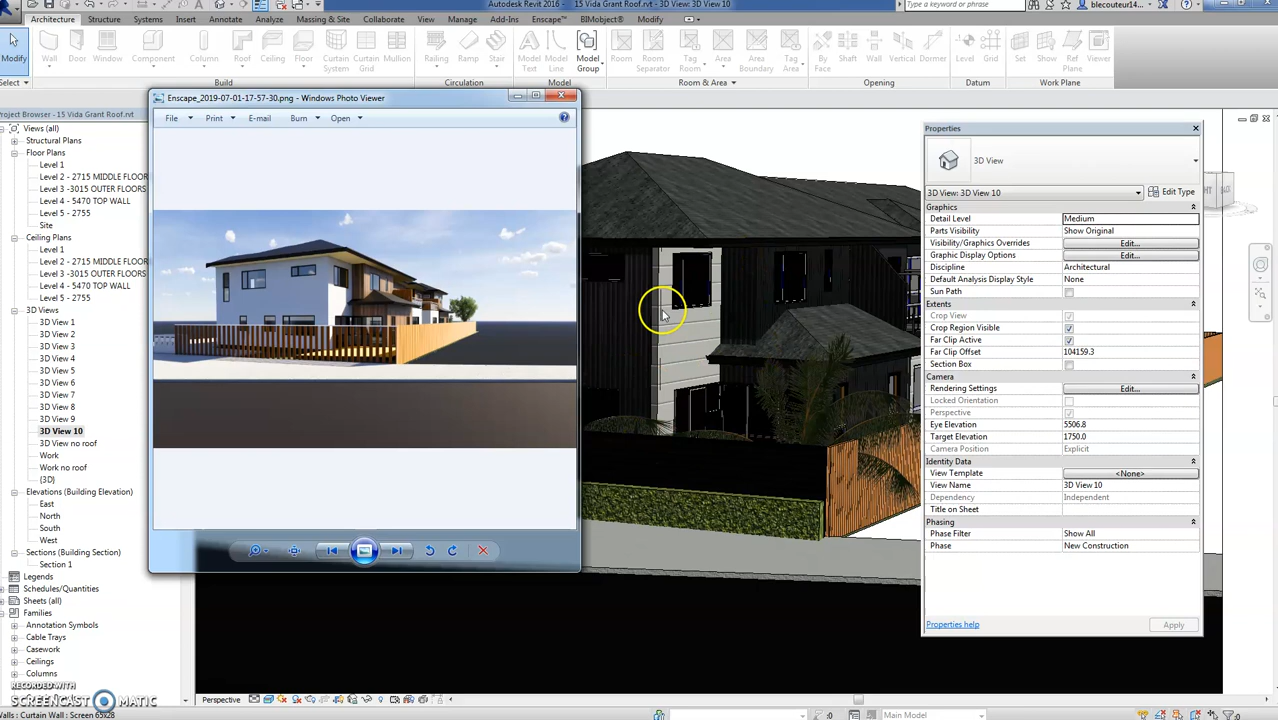 Autodesk Revit 2016 - 15 Vida Grant Roof.rvt - 3D View: 3D View 10
Type a keyword or phrase
blecouteur14...
Architecture Structure Systems Insert Annotate Analyze Massing & Site Collaborate View Manage Add-Ins Enscape™ BIMobject® Modify
Modify Wall Door Window Component Column Roof Ceiling Floor Curtain System Curtain Grid Mullion Railing Ramp Stair Model Text Model Line Model Group Room Room Separator Tag Room Area Area Boundary Tag Area By Face Shaft Wall Vertical Dormer Level Grid Set Show Ref Plane Viewer
Select Build Circulation Model Room & Area Opening Datum Work Plane
Project Browser - 15 Vida Grant Roof.rvt
Views (all)
Structural Plans
Floor Plans
Level 1
Level 2 - 2715 MIDDLE FLOOR
Level 3 -3015 OUTER FLOORS
Level 4 - 5470 TOP WALL
Level 5 - 2755
Site
Ceiling Plans
Level 1
Level 2 - 2715 MIDDLE FLOOR
Level 3 -3015 OUTER FLOORS
Level 4 - 5470 TOP WALL
Level 5 - 2755
3D Views
3D View 1
3D View 2
3D View 3
3D View 4
3D View 5
3D View 6
3D View 7
3D View 8
3D View 9
3D View 10
3D View no roof
Work
Work no roof
{3D}
Elevations (Building Elevation)
East
North
South
West
Sections (Building Section)
Section 1
Legends
Schedules/Quantities
Sheets (all)
Families
Annotation Symbols
Cable Trays
Casework
Ceilings
Columns
RECORDED WITH
SCREENCAST MATIC
Walls : Curtain Wall : Screen 65x28
Enscape_2019-07-01-17-57-30.png - Windows Photo Viewer
File Print E-mail Burn Open
Properties
3D View
3D View: 3D View 10 Edit Type
Graphics
Detail Level Medium
Parts Visibility Show Original
Visibility/Graphics Overrides Edit...
Graphic Display Options Edit...
Discipline Architectural
Default Analysis Display Style None
Sun Path
Extents
Crop View
Crop Region Visible
Far Clip Active
Far Clip Offset 104159.3
Section Box
Camera
Rendering Settings Edit...
Locked Orientation
Perspective
Eye Elevation 5506.8
Target Elevation 1750.0
Camera Position Explicit
Identity Data
View Template <None>
View Name 3D View 10
Dependency Independent
Title on Sheet
Phasing
Phase Filter Show All
Phase New Construction
Properties help Apply
Perspective
:0 Main Model